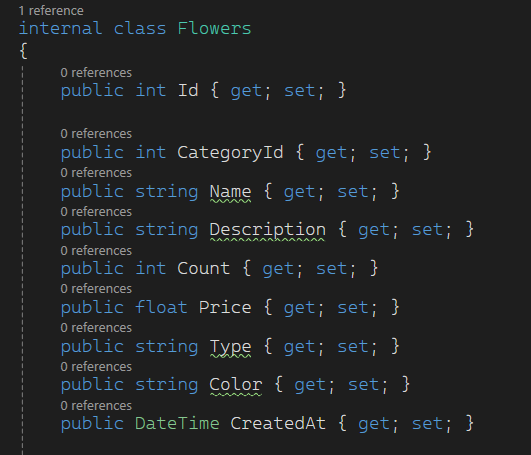 1 reference
internal class Flowers
{
0 references
public int Id { get; set; }
0 references
public int CategoryId { get; set; }
0 references
public string Name { get; set; }
0 references
public string Description { get; set; }
0 references
public int Count { get; set; }
0 references
public float Price { get; set; }
0 references
public string Type { get; set; }
0 references
public string Color { get; set; }
0 references
public DateTime CreatedAt { get; set; }